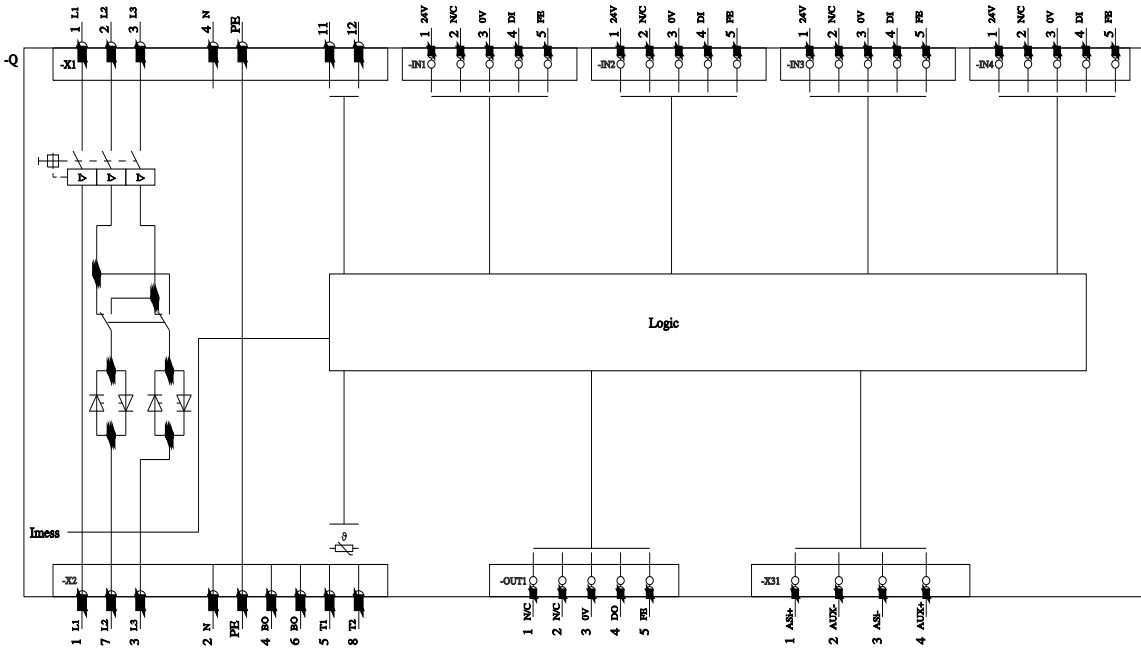 1 L1
2 L2
3 L3
4 N
PE
11
12
1 24V
2 N/C
3 0V
4 DI
5 FE
1 24V
2 N/C
3 0V
4 DI
5 FE
1 24V
2 N/C
3 0V
4 DI
5 FE
1 24V
2 N/C
3 0V
4 DI
5 FE
-Q
-X1
-IN1
-IN2
-IN3
-IN4
I>
I>
I>
Logic
Imess
ϑ
-X2
-OUT1
-X31
1 L1
7 L2
3 L3
2 N
PE
4 BO
6 BO
5 T1
8 T2
1 N/C
2 N/C
3 0V
4 DO
5 FE
1 ASi+
2 AUX-
3 ASi-
4 AUX+